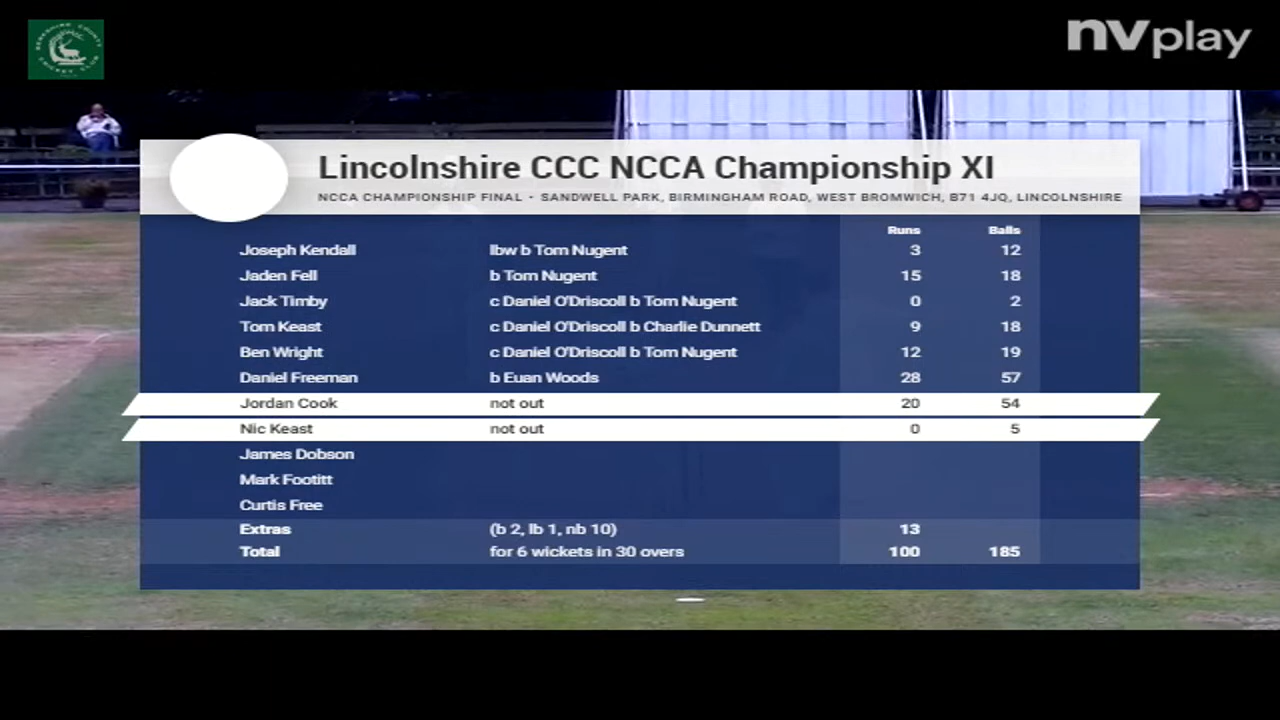 BERKSHIRE COUNTY
CRICKET CLUB
nvplay
Lincolnshire CCC NCCA Championship XI
NCCA CHAMPIONSHIP FINAL • SANDWELL PARK, BIRMINGHAM ROAD, WEST BROMWICH, B71 4JQ, LINCOLNSHIRE
Runs Balls
Joseph Kendall lbw b Tom Nugent 3 12
Jaden Fell b Tom Nugent 15 18
Jack Timby c Daniel O'Driscoll b Tom Nugent 0 2
Tom Keast c Daniel O'Driscoll b Charlie Dunnett 9 18
Ben Wright c Daniel O'Driscoll b Tom Nugent 12 19
Daniel Freeman b Euan Woods 28 57
Jordan Cook not out 20 54
Nic Keast not out 0 5
James Dobson
Mark Footitt
Curtis Free
Extras (b 2, lb 1, nb 10) 13
Total for 6 wickets in 30 overs 100 185